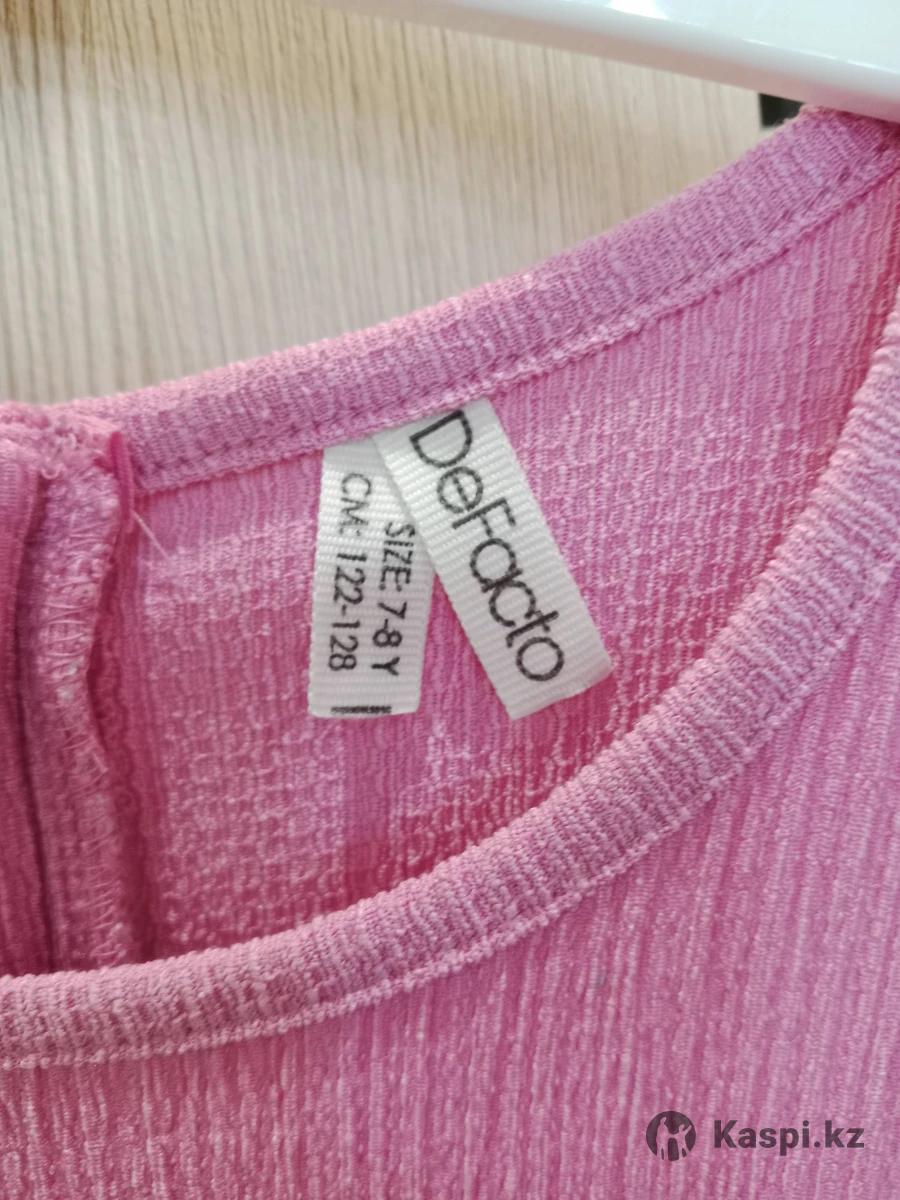 DeFacto
SIZE: 7-8 Y
CM: 122-128
Kaspi.kz